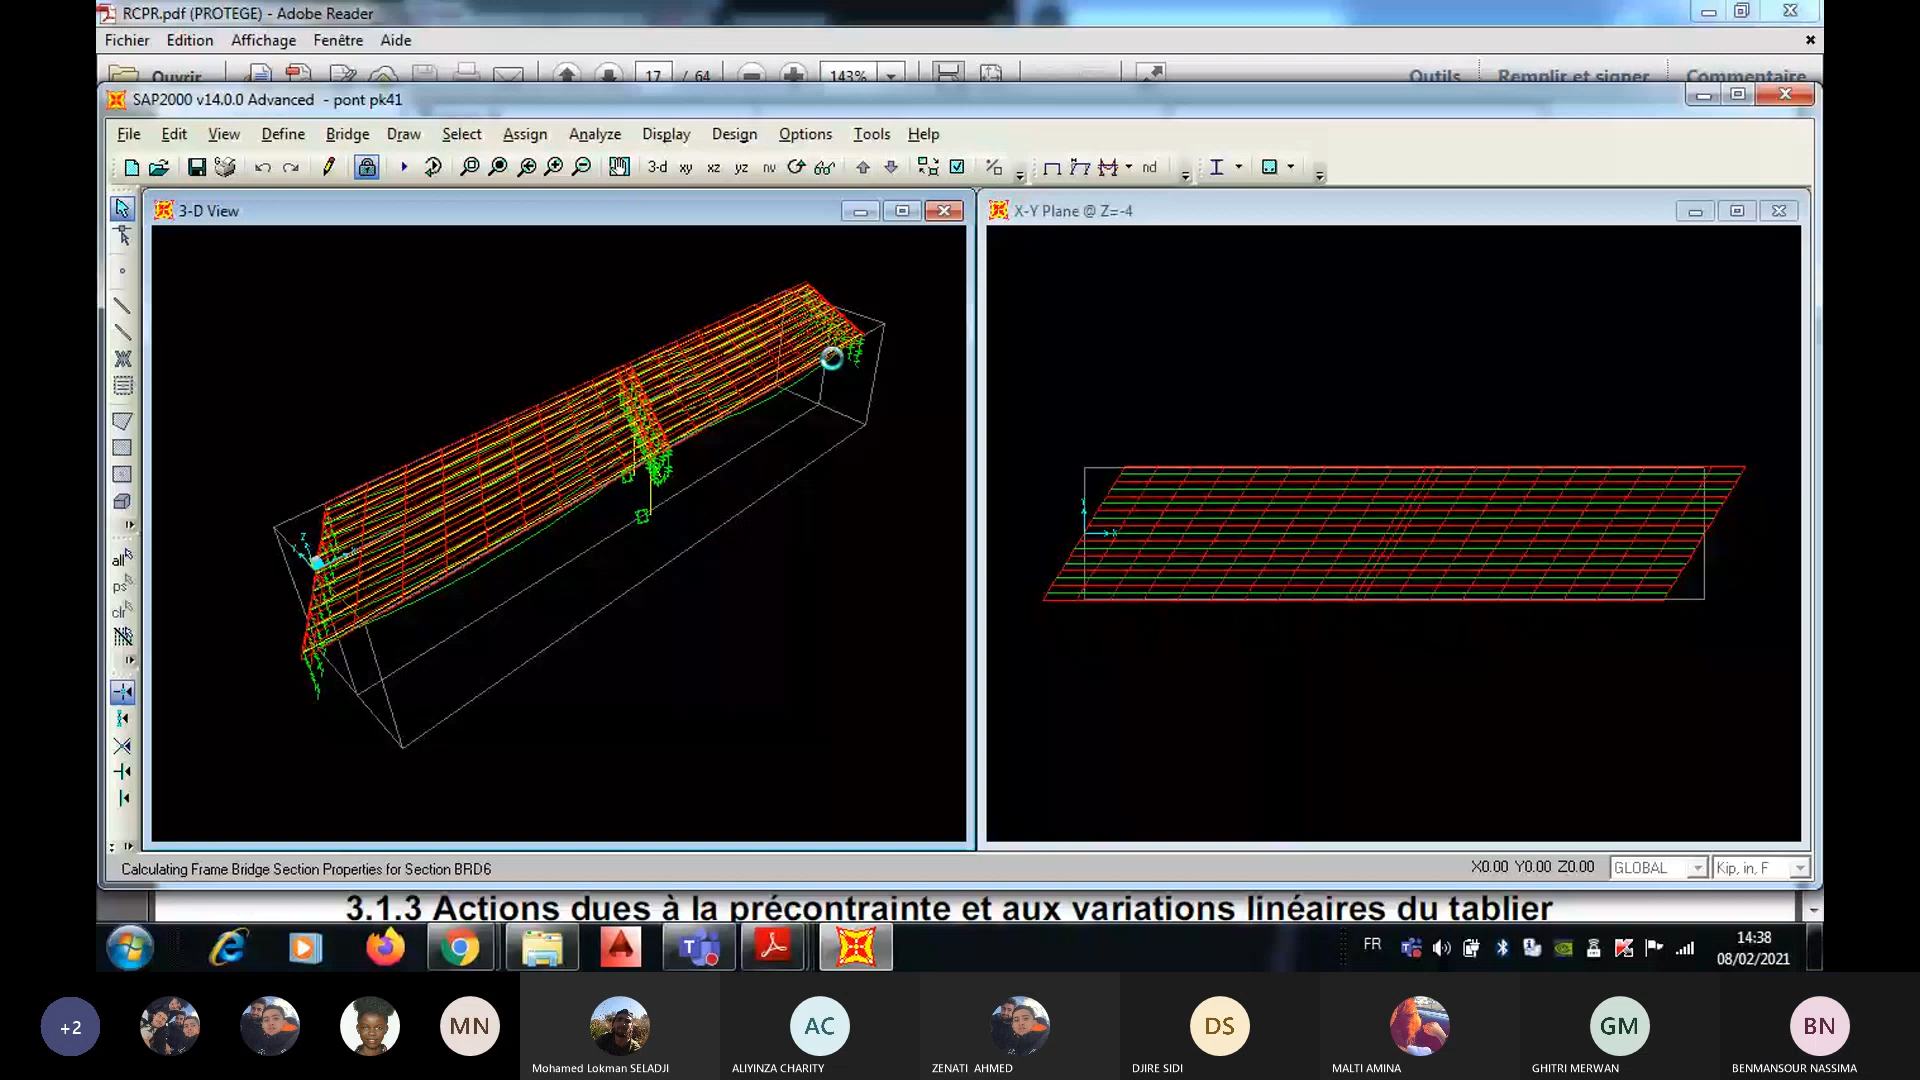 RCPR.pdf (PROTEGE) - Adobe Reader
Fichier Edition Affichage Fenêtre Aide
Ouvrir 17 / 64 143% Outils Remplir et signer Commentaire
SAP2000 v14.0.0 Advanced - pont pk41
File Edit View Define Bridge Draw Select Assign Analyze Display Design Options Tools Help
3-d xy xz yz nv nd
3-D View
X-Y Plane @ Z=-4
all
ps
clr
Z
Calculating Frame Bridge Section Properties for Section BRD6
X0.00 Y0.00 Z0.00 GLOBAL Kip, in, F
3.1.3 Actions dues à la précontrainte et aux variations linéaires du tablier
FR
14:38
08/02/2021
+2
MN
AC
DS
GM
BN
Mohamed Lokman SELADJI
ALIYINZA CHARITY
ZENATI AHMED
DJIRE SIDI
MALTI AMINA
GHITRI MERWAN
BENMANSOUR NASSIMA